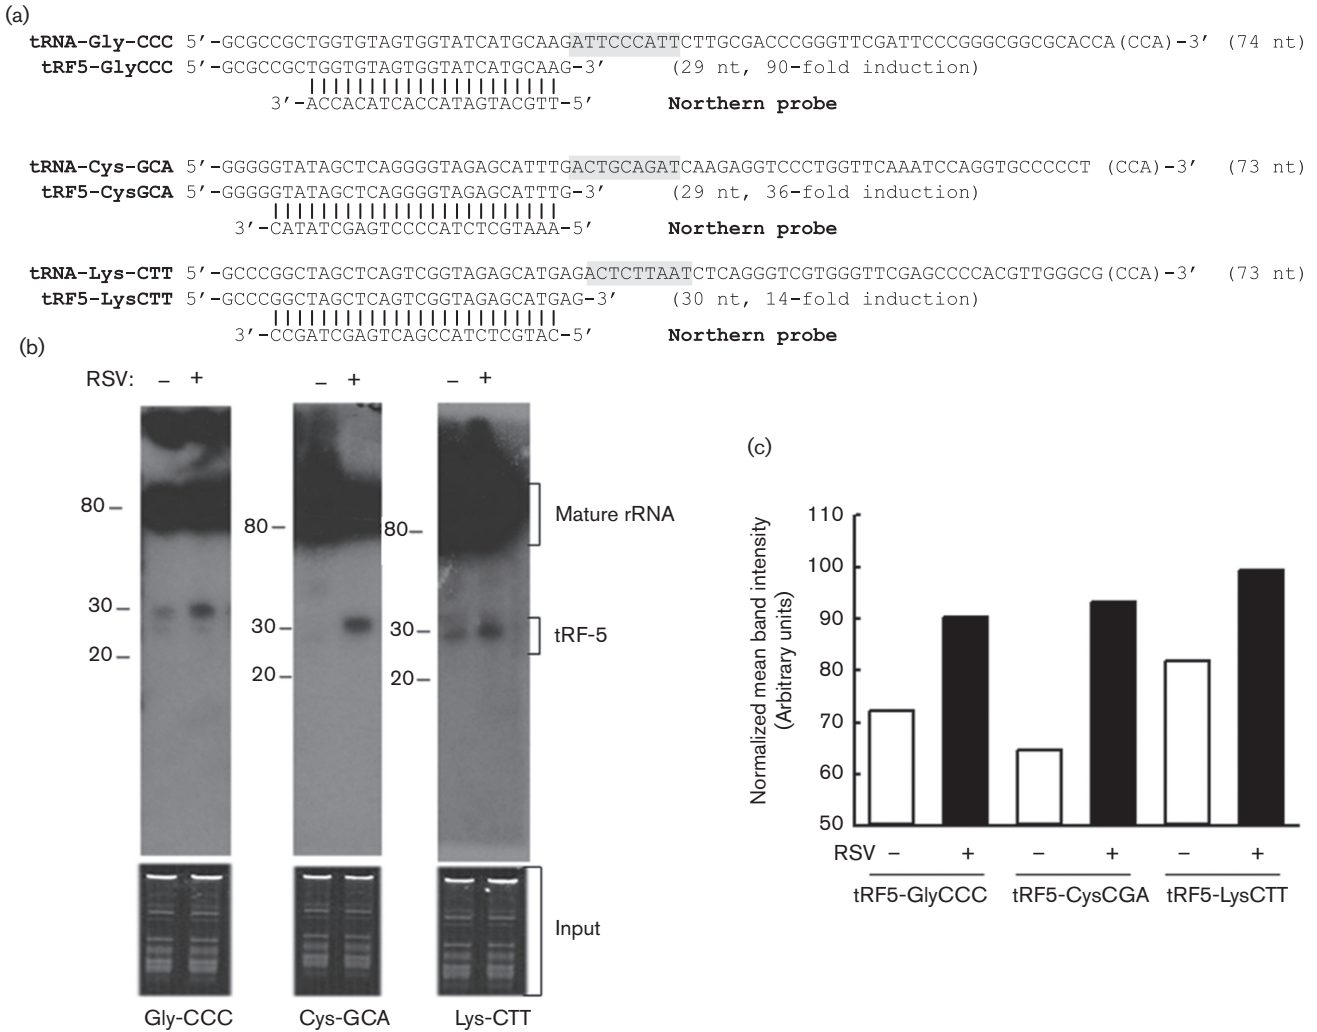 (a)
tRNA-Gly-CCC 5′-GCGCCGCTGGTGTAGTGGTATCATGCAAGATTCCCATTCTTGCGACCCGGGTTCGATTCCCGGGCGGCGCACCA(CCA)-3′ (74 nt)
tRF5-GlyCCC 5′-GCGCCGCTGGTGTAGTGGTATCATGCAAG-3′ (29 nt, 90-fold induction)
3′-ACCACATCACCATAGTACGTT-5′ Northern probe
tRNA-Cys-GCA 5′-GGGGGTATAGCTCAGGGGTAGAGCATTTGACTGCAGATCAAGAGGTCCCTGGTTCAAATCCAGGTGCCCCCT (CCA)-3′ (73 nt)
tRF5-CysGCA 5′-GGGGGTATAGCTCAGGGGTAGAGCATTTG-3′ (29 nt, 36-fold induction)
3′-CATATCGAGTCCCCATCTCGTAAA-5′ Northern probe
tRNA-Lys-CTT 5′-GCCCGGCTAGCTCAGTCGGTAGAGCATGAGACTCTTAATCTCAGGGTCGTGGGTTCGAGCCCCACGTTGGGCG(CCA)-3′ (73 nt)
tRF5-LysCTT 5′-GCCCGGCTAGCTCAGTCGGTAGAGCATGAG-3′ (30 nt, 14-fold induction)
3′-CCGATCGAGTCAGCCATCTCGTAC-5′ Northern probe
(b)
RSV: – + – + – +
80
80
80
Mature rRNA
30
30
30
tRF-5
20
20
20
Input
Gly-CCC Cys-GCA Lys-CTT
(c)
Normalized mean band intensity
(Arbitrary units)
110
100
90
80
70
60
50
RSV – + – + – +
tRF5-GlyCCC tRF5-CysCGA tRF5-LysCTT